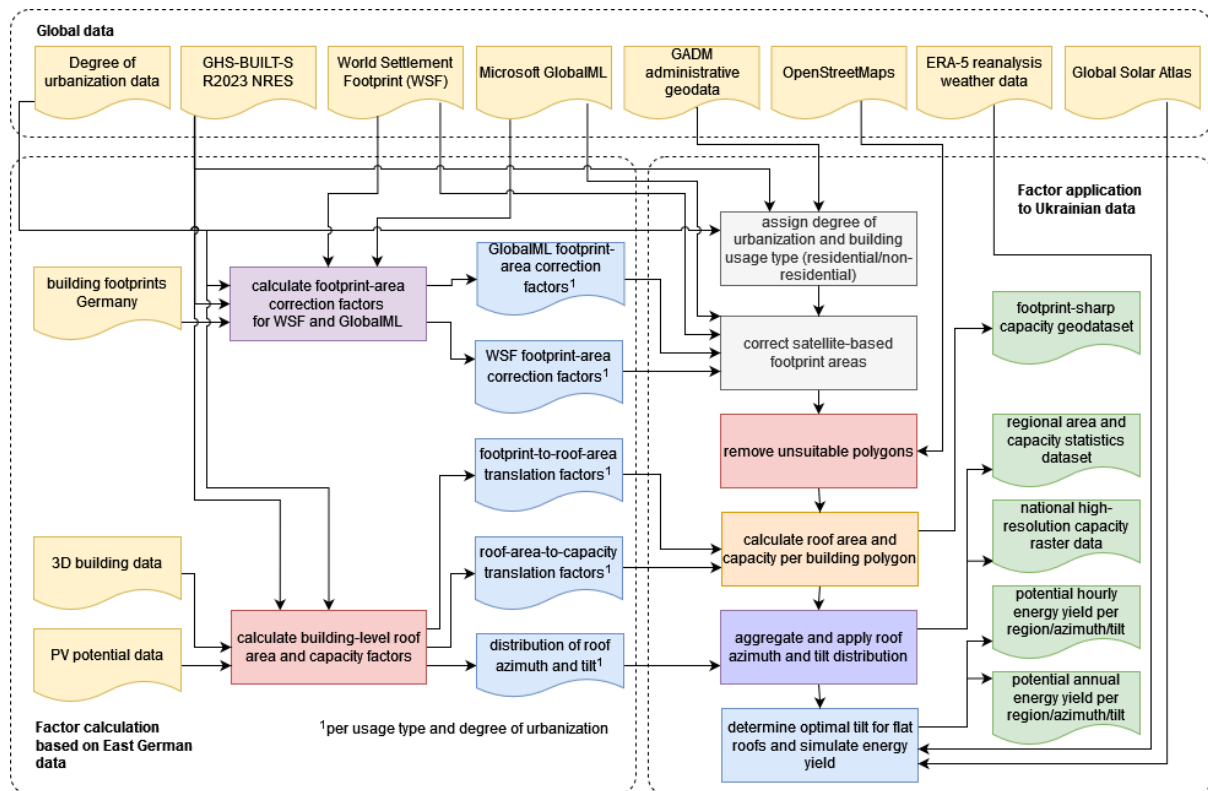 Global data
Degree of
urbanization data
GHS-BUILT-S
R2023 NRES
World Settlement
Footprint (WSF)
Microsoft GlobalML
GADM
administrative
geodata
OpenStreetMaps
ERA-5 reanalysis
weather data
Global Solar Atlas
Factor application
to Ukrainian data
building footprints
Germany
calculate footprint-area
correction factors
for WSF and GlobalML
GlobalML footprint-
area correction
factors¹
WSF footprint-area
correction factors¹
assign degree of
urbanization and building
usage type (residential/non-
residential)
correct satellite-based
footprint areas
footprint-sharp
capacity geodataset
remove unsuitable polygons
regional area and
capacity statistics
dataset
footprint-to-roof-area
translation factors¹
calculate roof area and
capacity per building polygon
national high-
resolution capacity
raster data
3D building data
roof-area-to-capacity
translation factors¹
PV potential data
calculate building-level roof
area and capacity factors
distribution of roof
azimuth and tilt¹
aggregate and apply roof
azimuth and tilt distribution
potential hourly
energy yield per
region/azimuth/tilt
potential annual
energy yield per
region/azimuth/tilt
determine optimal tilt for flat
roofs and simulate energy
yield
Factor calculation
based on East German
data
¹per usage type and degree of urbanization